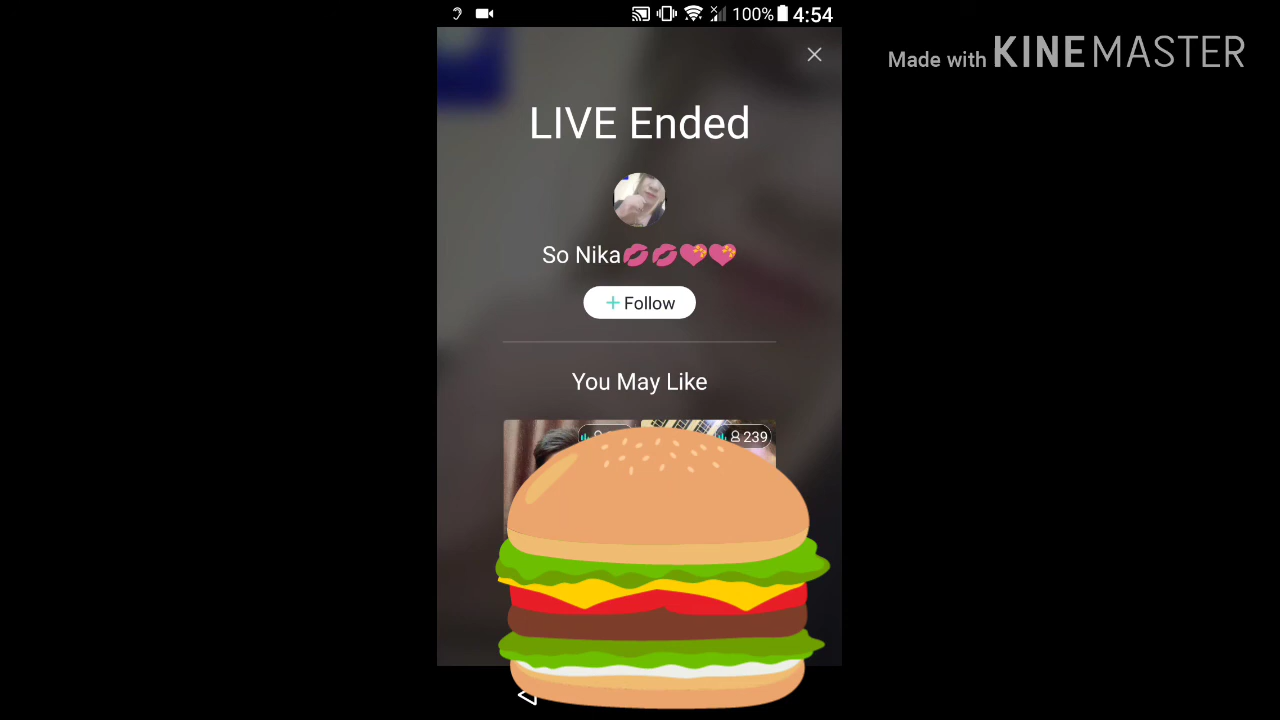 100% 4:54
Made with KINEMASTER
LIVE Ended
So Nika💋💋💝💝
+ Follow
You May Like
239